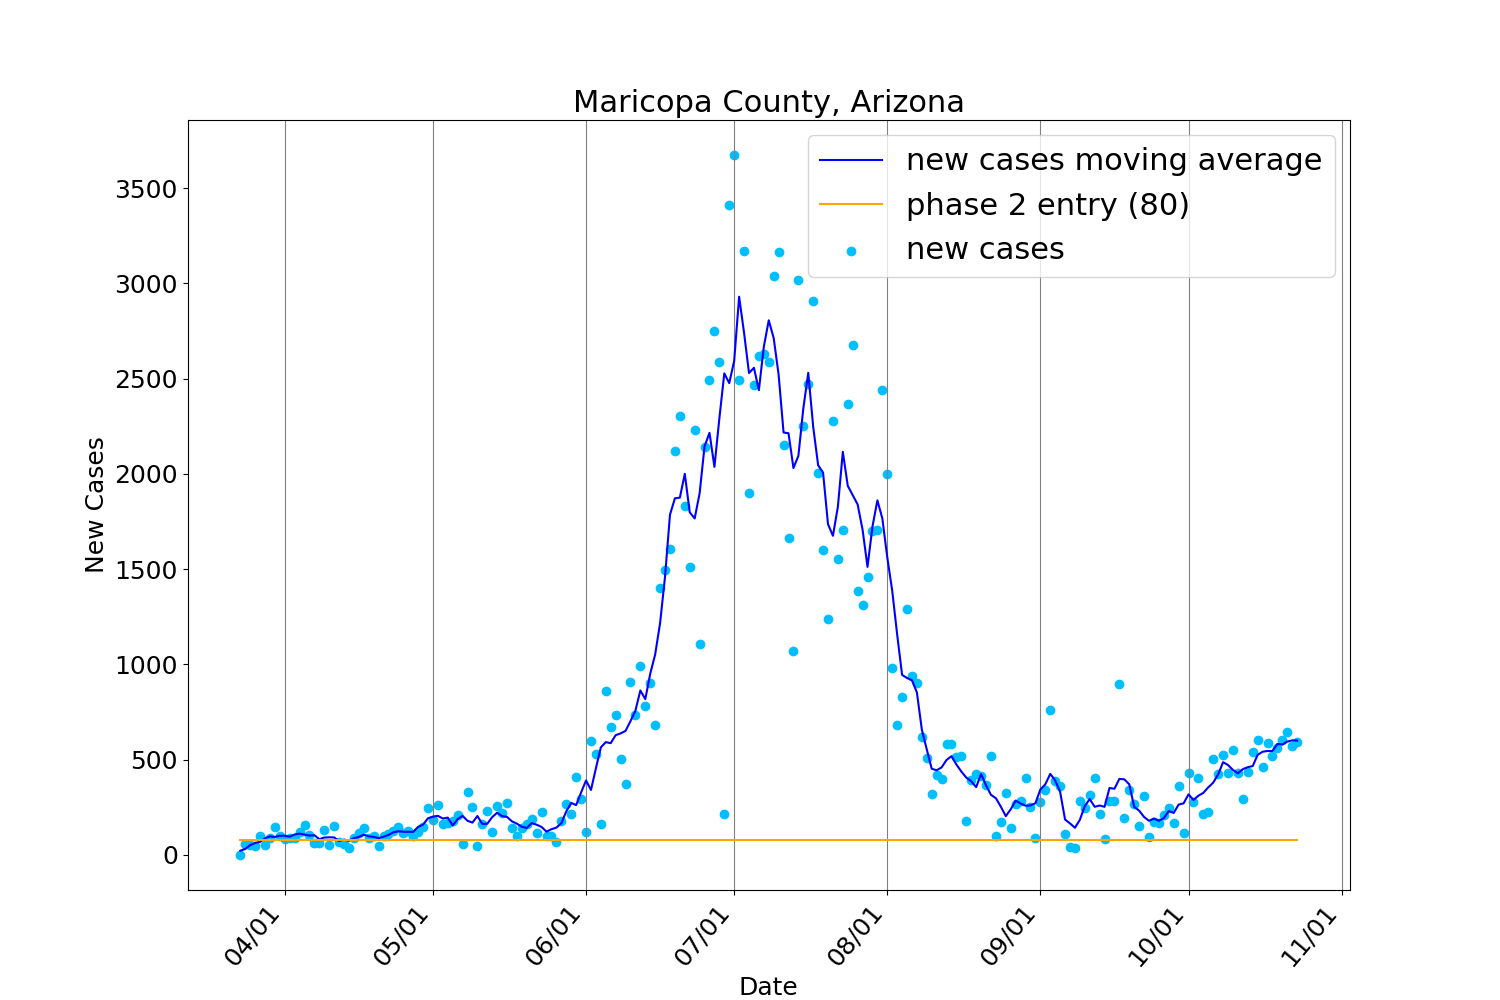 Maricopa County, Arizona
new cases moving average
phase 2 entry (80)
new cases
New Cases
3500
3000
2500
2000
1500
1000
500
0
04/01
05/01
06/01
07/01
08/01
09/01
10/01
11/01
Date